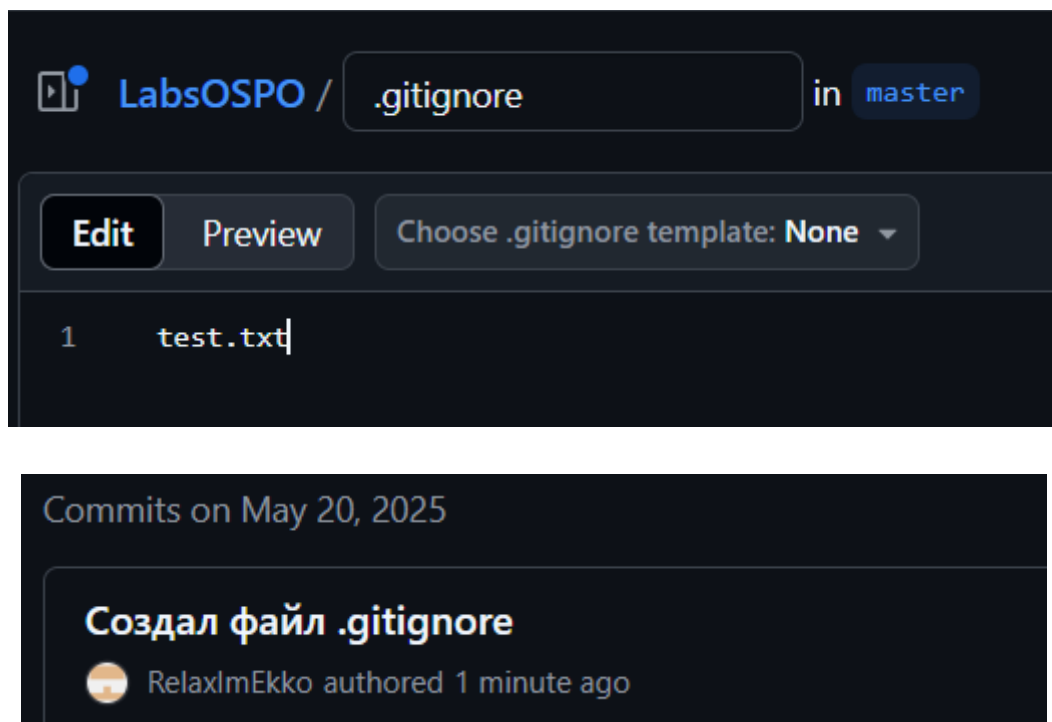 LabsOSPO / .gitignore in master
Edit Preview Choose .gitignore template: None
1 test.txt
Commits on May 20, 2025
Создал файл .gitignore
RelaxImEkko authored 1 minute ago